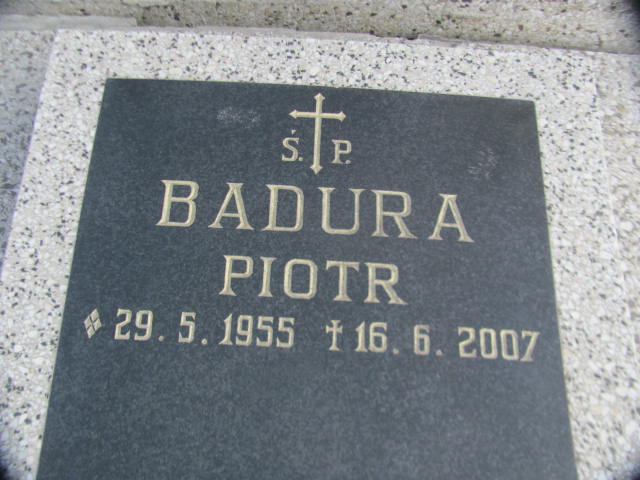 Ś. P.
BADURA
PIOTR
29. 5. 1955 † 16. 6. 2007